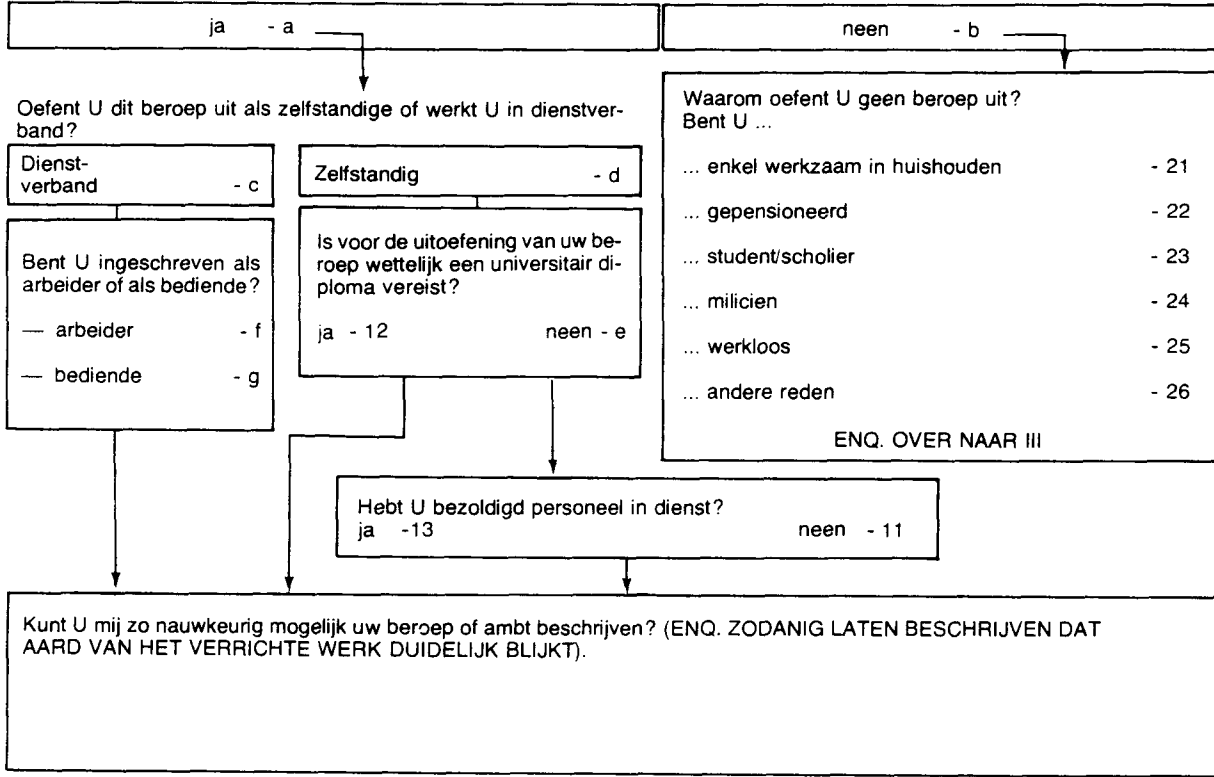 ja - a
neen - b
Oefent U dit beroep uit als zelfstandige of werkt U in dienstver-
band?
Dienst-
verband - c
Zelfstandig - d
Bent U ingeschreven als
arbeider of als bediende?
— arbeider - f
— bediende - g
Is voor de uitoefening van uw be-
roep wettelijk een universitair di-
ploma vereist?
ja - 12 neen - e
Waarom oefent U geen beroep uit?
Bent U ...
... enkel werkzaam in huishouden - 21
... gepensioneerd - 22
... student/scholier - 23
... milicien - 24
... werkloos - 25
... andere reden - 26
ENQ. OVER NAAR III
Hebt U bezoldigd personeel in dienst?
ja -13 neen - 11
Kunt U mij zo nauwkeurig mogelijk uw beroep of ambt beschrijven? (ENQ. ZODANIG LATEN BESCHRIJVEN DAT
AARD VAN HET VERRICHTE WERK DUIDELIJK BLIJKT).